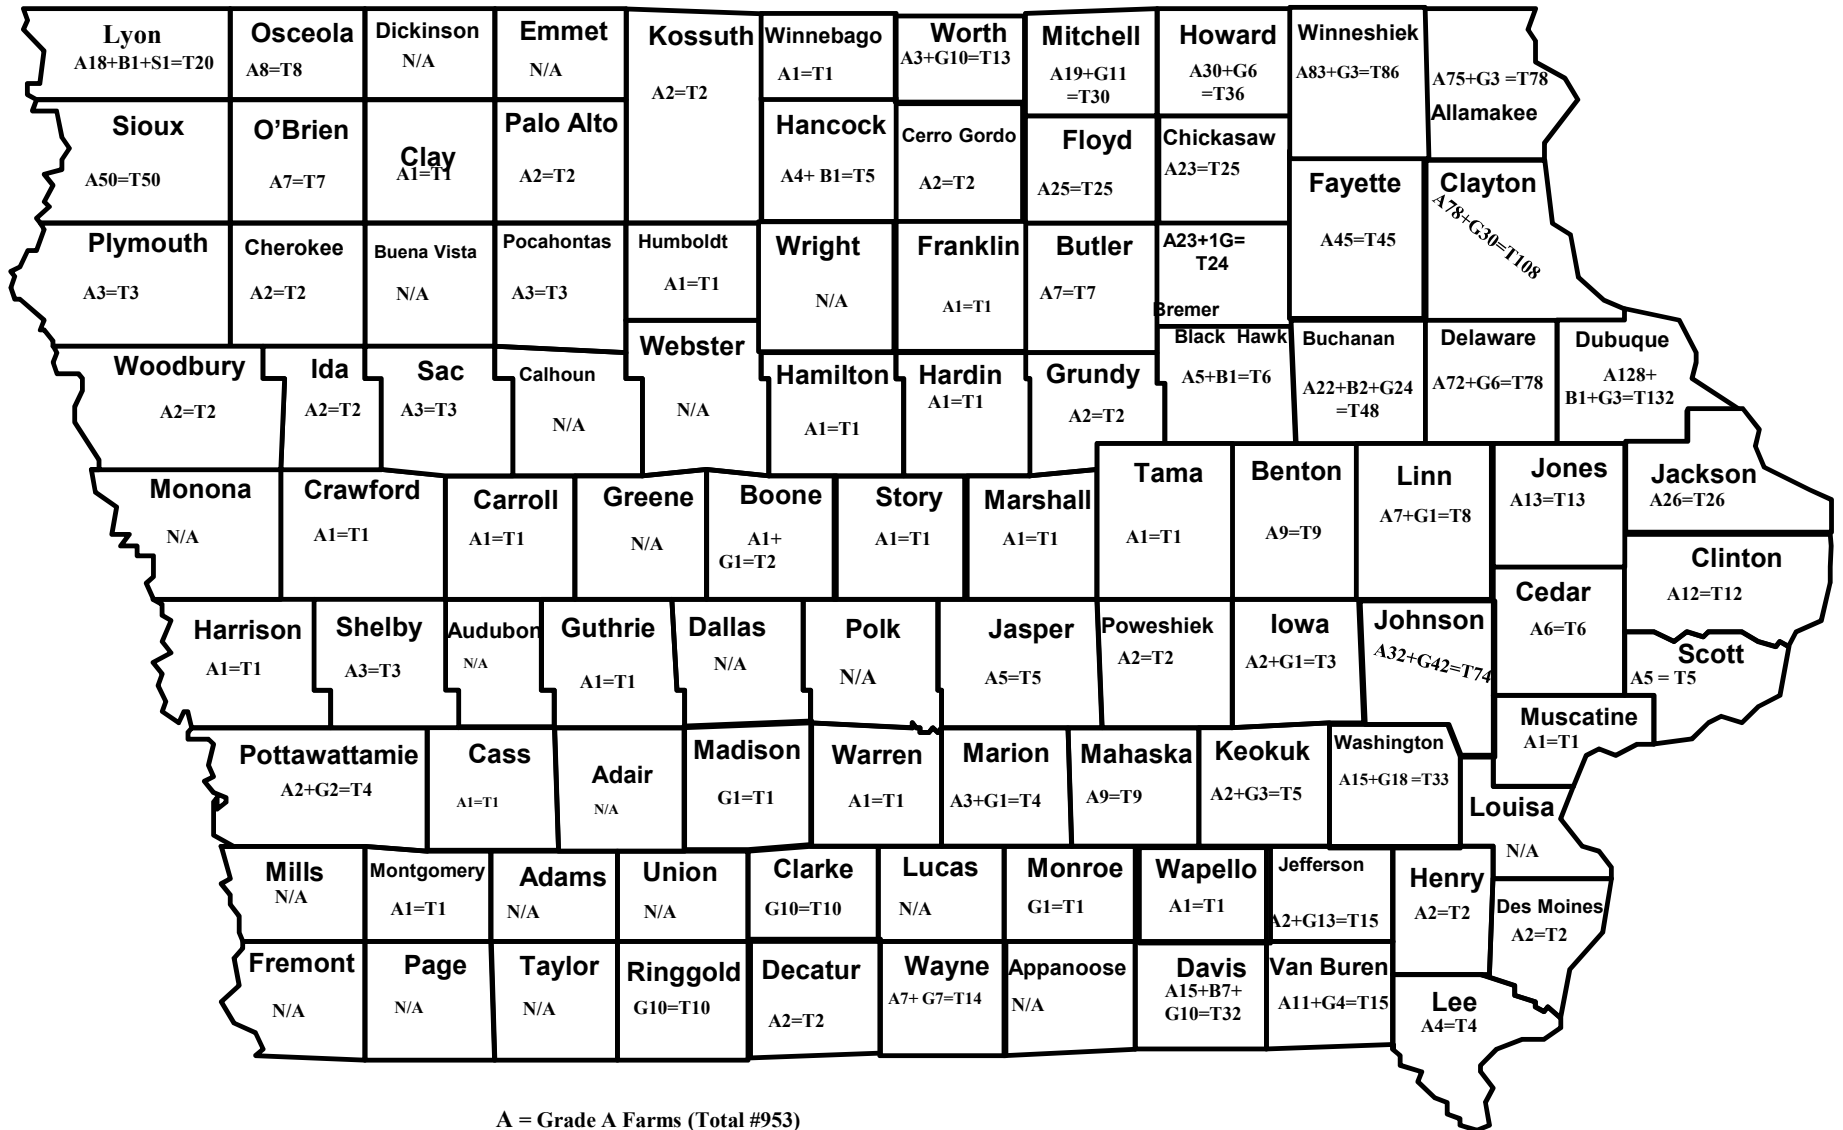 Lyon
A18+B1+S1=T20
Osceola
A8=T8
Dickinson
N/A
Emmet
N/A
Kossuth
A2=T2
Winnebago
A1=T1
Worth
A3+G10=T13
Mitchell
A19+G11
=T30
Howard
A30+G6
=T36
Winneshiek
A83+G3=T86
A75+G3 =T78
Allamakee
Sioux
A50=T50
O'Brien
A7=T7
Clay
A1=T1
Palo Alto
A2=T2
Hancock
A4+ B1=T5
Cerro Gordo
A2=T2
Floyd
A25=T25
Chickasaw
A23=T25
Fayette
A45=T45
Clayton
A78+G30=T108
Plymouth
A3=T3
Cherokee
A2=T2
Buena Vista
N/A
Pocahontas
A3=T3
Humboldt
A1=T1
Wright
N/A
Franklin
A1=T1
Butler
A7=T7
A23+1G=
T24
Bremer
Woodbury
A2=T2
Ida
A2=T2
Sac
A3=T3
Calhoun
N/A
Webster
N/A
Hamilton
A1=T1
Hardin
A1=T1
Grundy
A2=T2
Black Hawk
A5+B1=T6
Buchanan
A22+B2+G24
=T48
Delaware
A72+G6=T78
Dubuque
A128+
B1+G3=T132
Monona
N/A
Crawford
A1=T1
Carroll
A1=T1
Greene
N/A
Boone
A1+
G1=T2
Story
A1=T1
Marshall
A1=T1
Tama
A1=T1
Benton
A9=T9
Linn
A7+G1=T8
Jones
A13=T13
Jackson
A26=T26
Clinton
A12=T12
Cedar
A6=T6
Harrison
A1=T1
Shelby
A3=T3
Audubon
N/A
Guthrie
A1=T1
Dallas
N/A
Polk
N/A
Jasper
A5=T5
Poweshiek
A2=T2
Iowa
A2+G1=T3
Johnson
A32+G42=T74
Scott
A5 = T5
Muscatine
A1=T1
Pottawattamie
A2+G2=T4
Cass
A1=T1
Adair
N/A
Madison
G1=T1
Warren
A1=T1
Marion
A3+G1=T4
Mahaska
A9=T9
Keokuk
A2+G3=T5
Washington
A15+G18 =T33
Louisa
N/A
Mills
N/A
Montgomery
A1=T1
Adams
N/A
Union
N/A
Clarke
G10=T10
Lucas
N/A
Monroe
G1=T1
Wapello
A1=T1
Jefferson
A2+G13=T15
Henry
A2=T2
Des Moines
A2=T2
Fremont
N/A
Page
N/A
Taylor
N/A
Ringgold
G10=T10
Decatur
A2=T2
Wayne
A7+ G7=T14
Appanoose
N/A
Davis
A15+B7+
G10=T32
Van Buren
A11+G4=T15
Lee
A4=T4
A = Grade A Farms (Total #953)